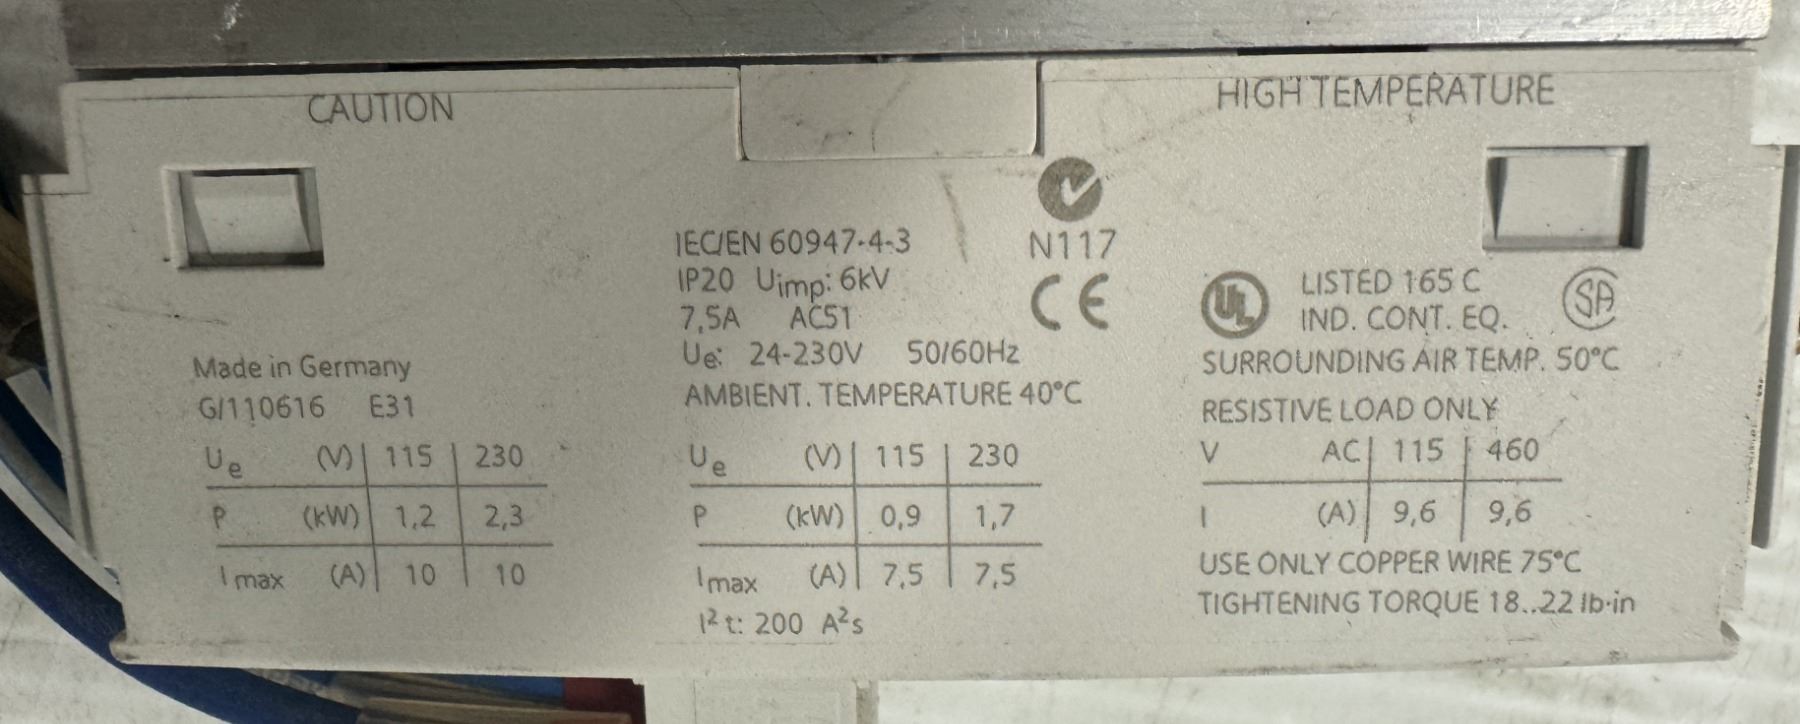 CAUTION
HIGH TEMPERATURE
IEC/EN 60947-4-3
IP20 Uimp: 6kV
7,5A AC51
Ue: 24-230V 50/60Hz
AMBIENT. TEMPERATURE 40°C
N117
CE
UL LISTED 165 C SA
IND. CONT. EQ.
SURROUNDING AIR TEMP. 50°C
RESISTIVE LOAD ONLY
Made in Germany
G/110616 E31
Ue (V) 115 230
P (kW) 1,2 2,3
Imax (A) 10 10
Ue (V) 115 230
P (kW) 0,9 1,7
Imax (A) 7,5 7,5
I²t: 200 A²s
V AC 115 460
I (A) 9,6 9,6
USE ONLY COPPER WIRE 75°C
TIGHTENING TORQUE 18..22 lb·in